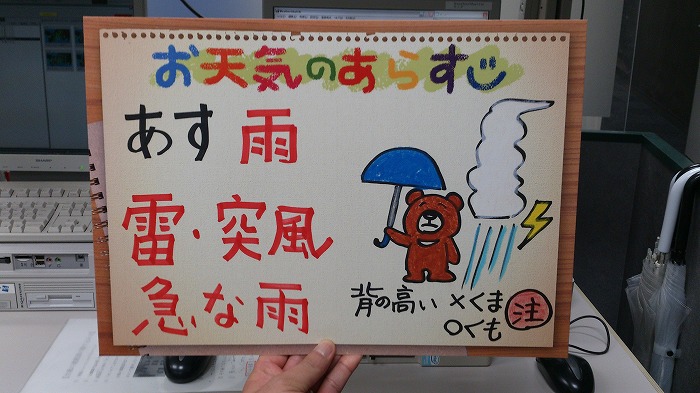 お天気のあらすじ
あす 雨
雷・突風
急な雨
背の高い ×くま
○くも
注